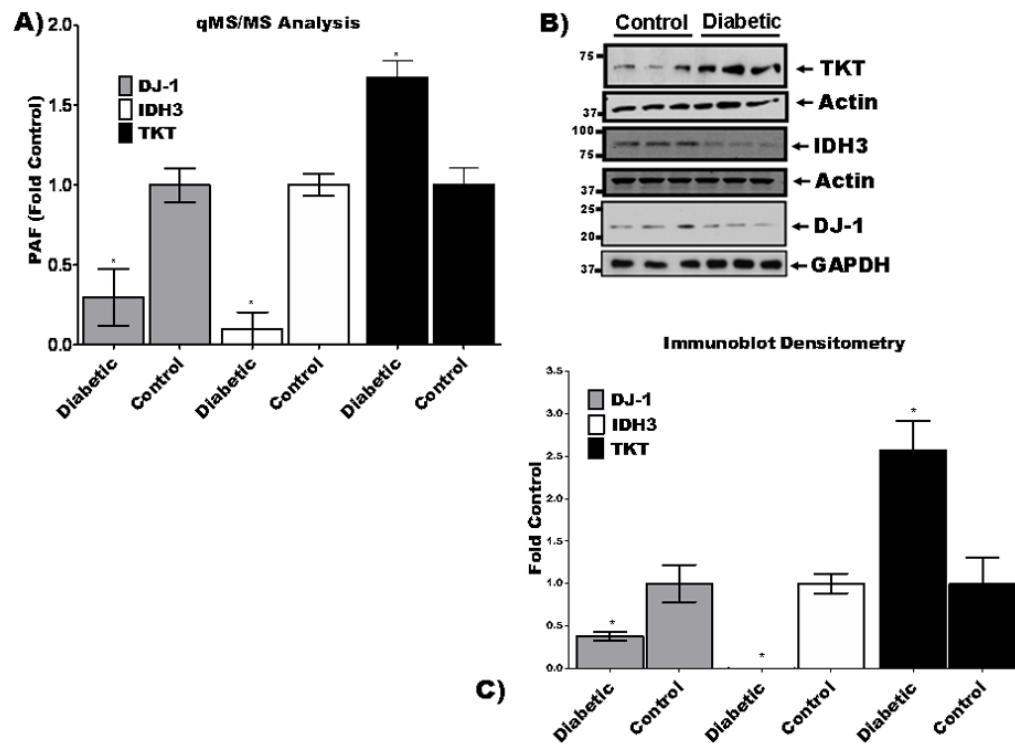 A)
qMS/MS Analysis
PAF (Fold Control)
2.0
1.5
1.0
0.5
0.0
DJ-1
IDH3
TKT
*
*
*
Diabetic
Control
Diabetic
Control
Diabetic
Control
B)
Control Diabetic
75
TKT
37
Actin
100
75
IDH3
37
Actin
25
20
DJ-1
37
GAPDH
C)
Immunoblot Densitometry
Fold Control
3.5
3.0
2.5
2.0
1.5
1.0
0.5
0.0
DJ-1
IDH3
TKT
*
*
*
Diabetic
Control
Diabetic
Control
Diabetic
Control